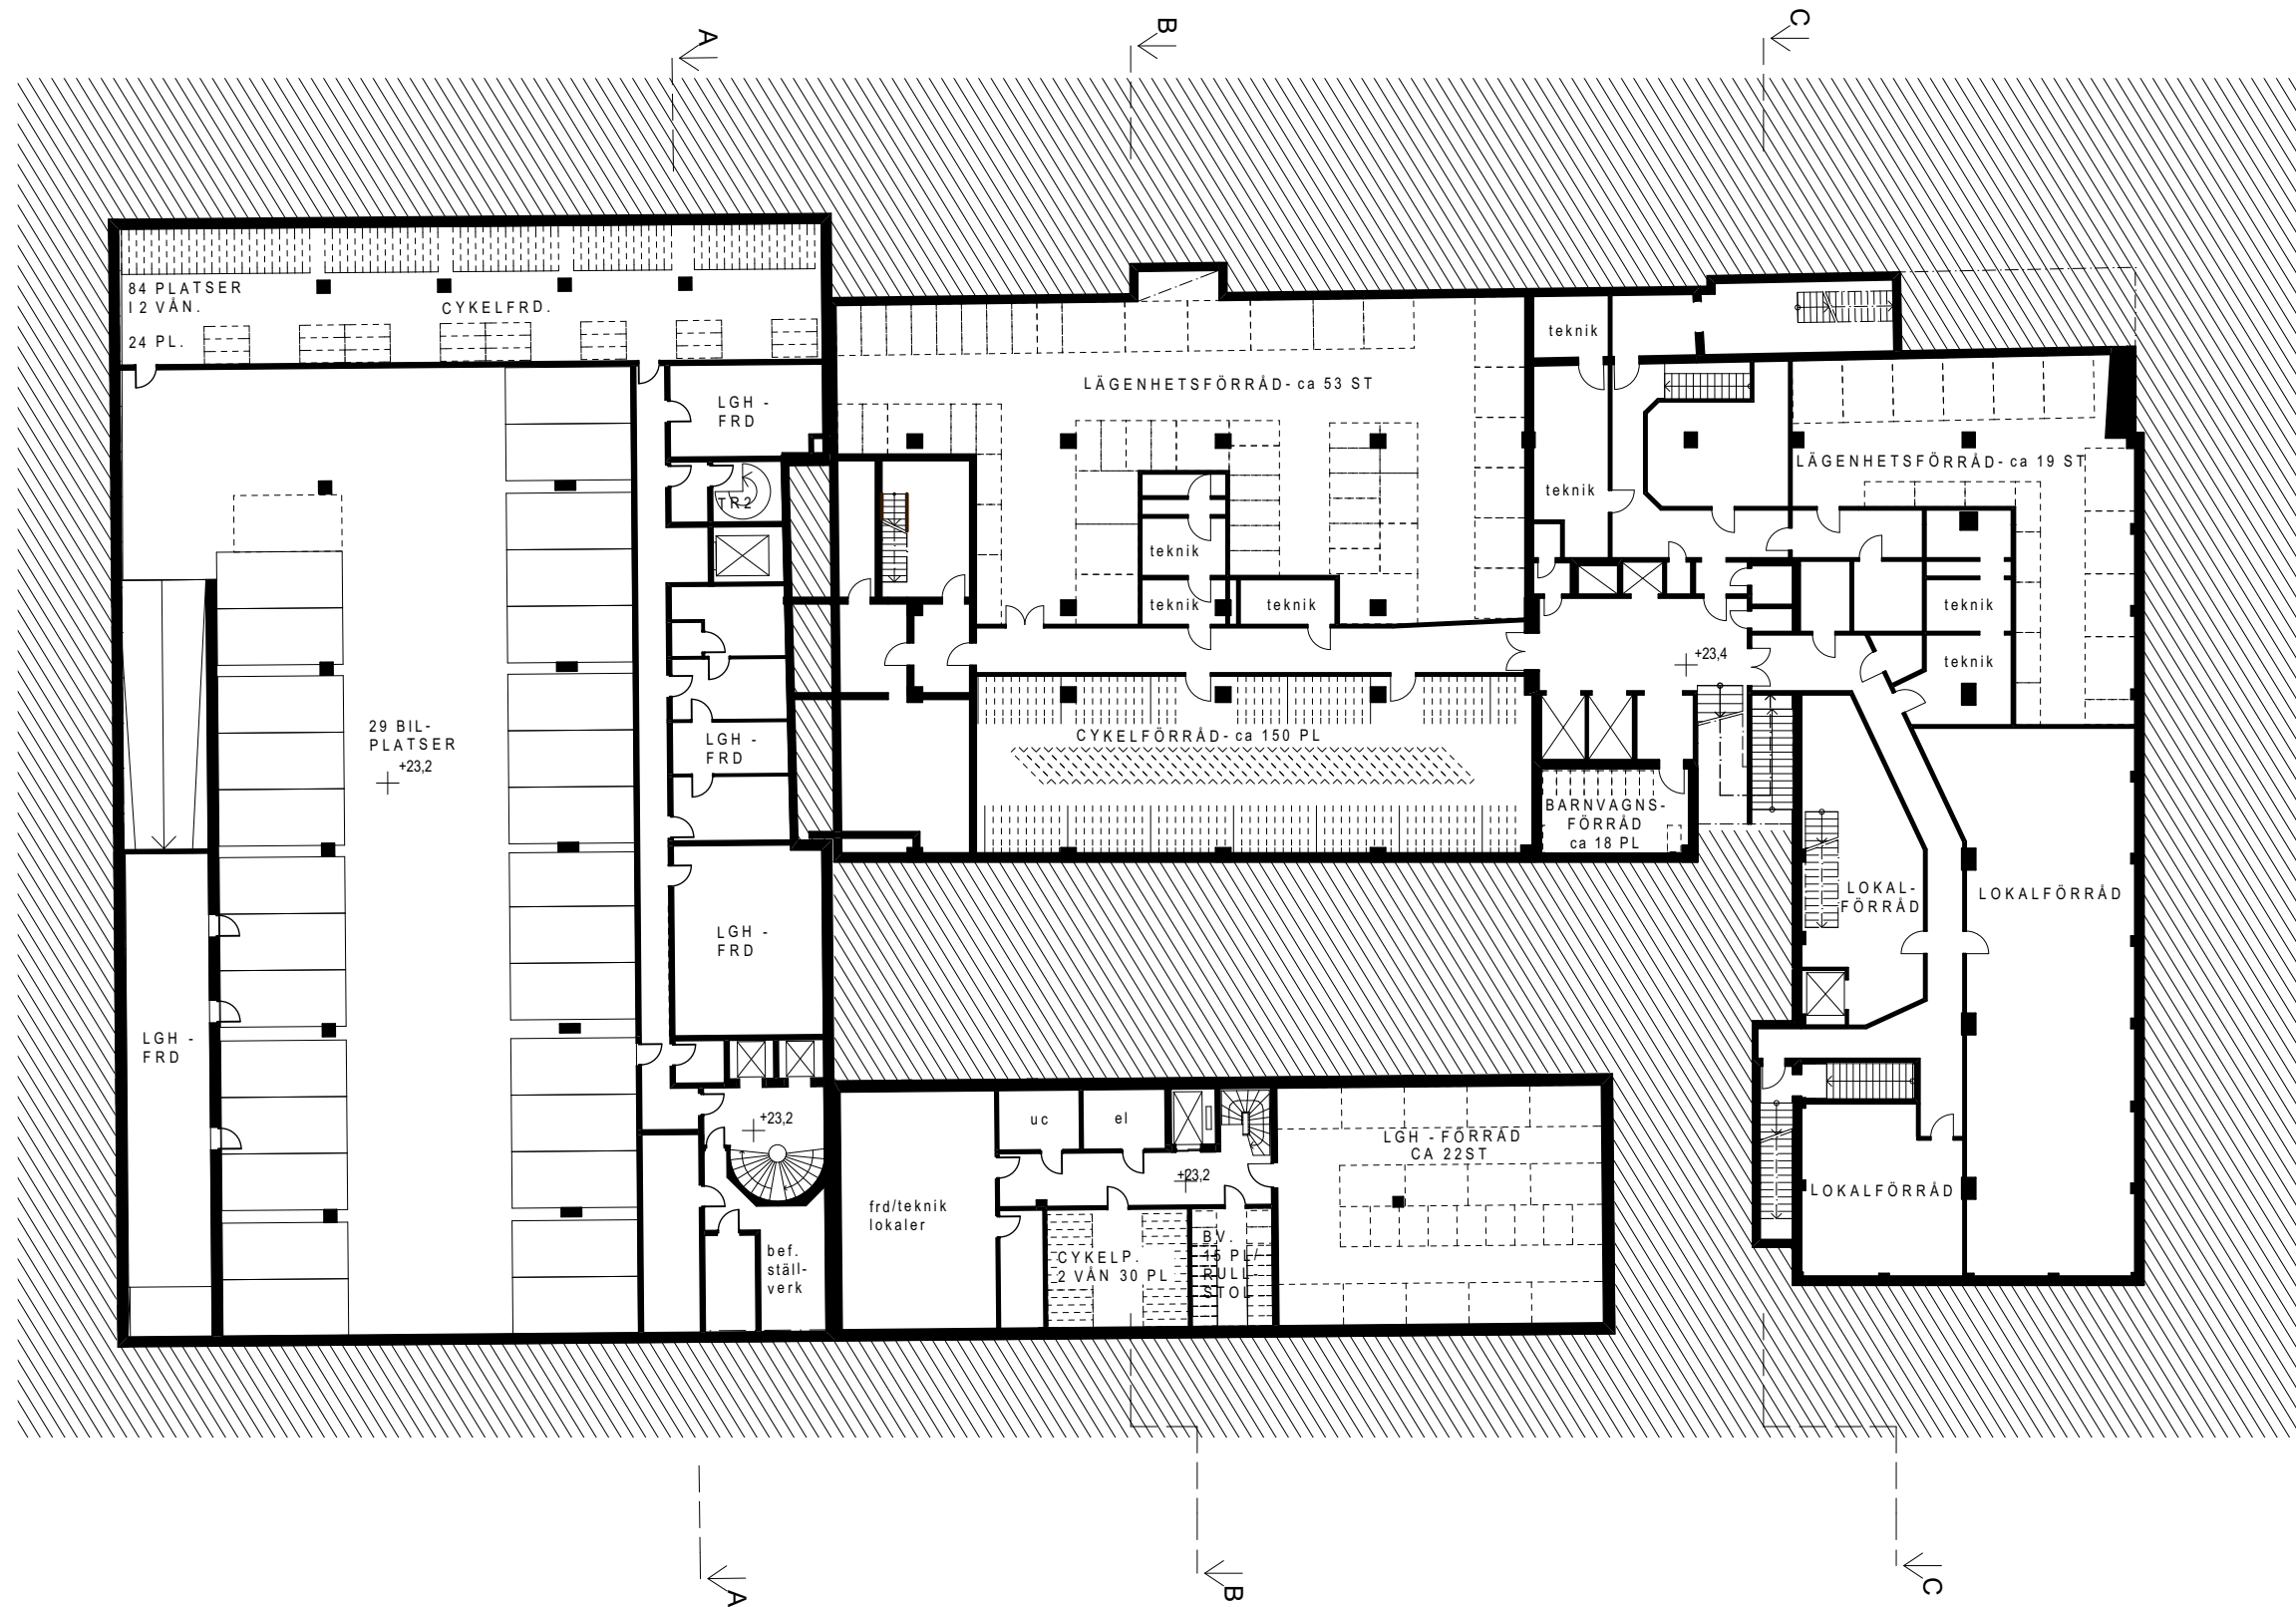 A
B
C
84 PLATSER
I 2 VÅN.
24 PL.
CYKELFRD.
LGH -
FRD
TR2
29 BIL-
PLATSER
+23,2
LGH -
FRD
LGH -
FRD
LGH -
FRD
+23,2
bef.
ställ-
verk
LÄGENHETSFÖRRÅD- ca 53 ST
teknik
teknik
teknik
teknik
teknik
CYKELFÖRRÅD- ca 150 PL
+23,4
BARNVAGNS-
FÖRRÅD
ca 18 PL
LÄGENHETSFÖRRÅD- ca 19 ST
teknik
teknik
LOKAL-
FÖRRÅD
LOKALFÖRRÅD
LOKALFÖRRÅD
uc
el
+23,2
frd/teknik
lokaler
CYKELP.
2 VÅN 30 PL
BV.
15 PL/
RULL-
STOL
LGH - FÖRRÅD
CA 22ST
A
B
C